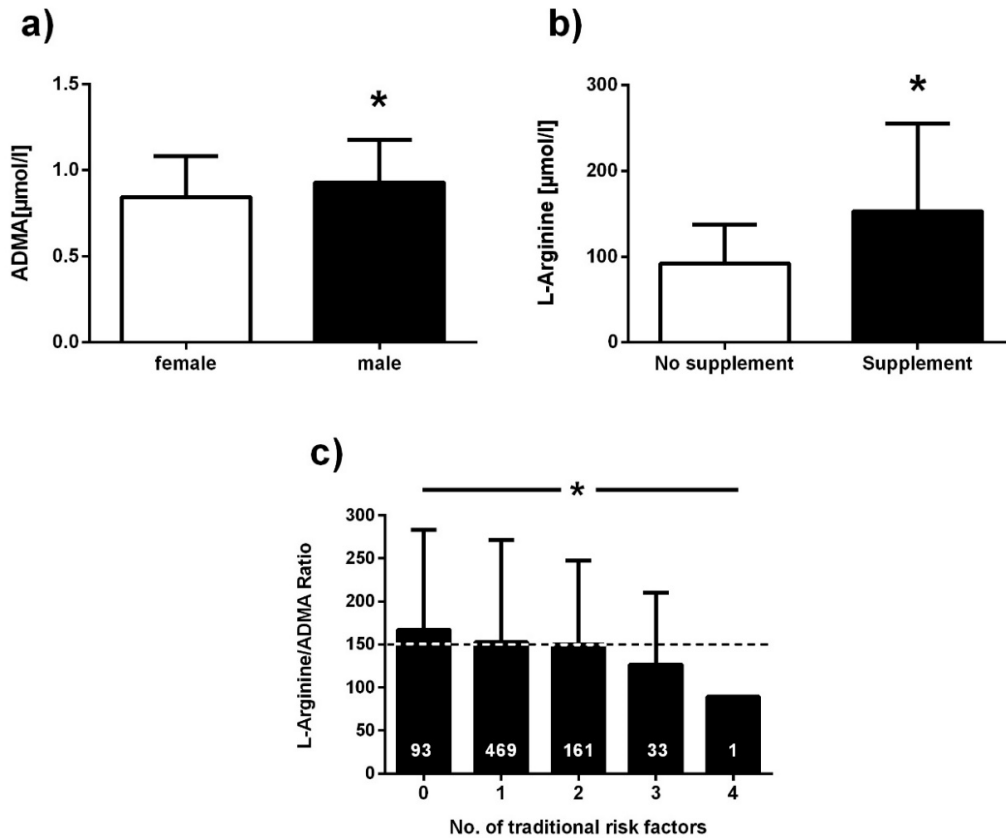 a)
ADMA[µmol/l]
1.5
1.0
0.5
0.0
*
female
male
b)
L-Arginine [µmol/l]
300
200
100
0
*
No supplement
Supplement
c)
*
L-Arginine/ADMA Ratio
300
250
200
150
100
50
0
93
469
161
33
1
0
1
2
3
4
No. of traditional risk factors